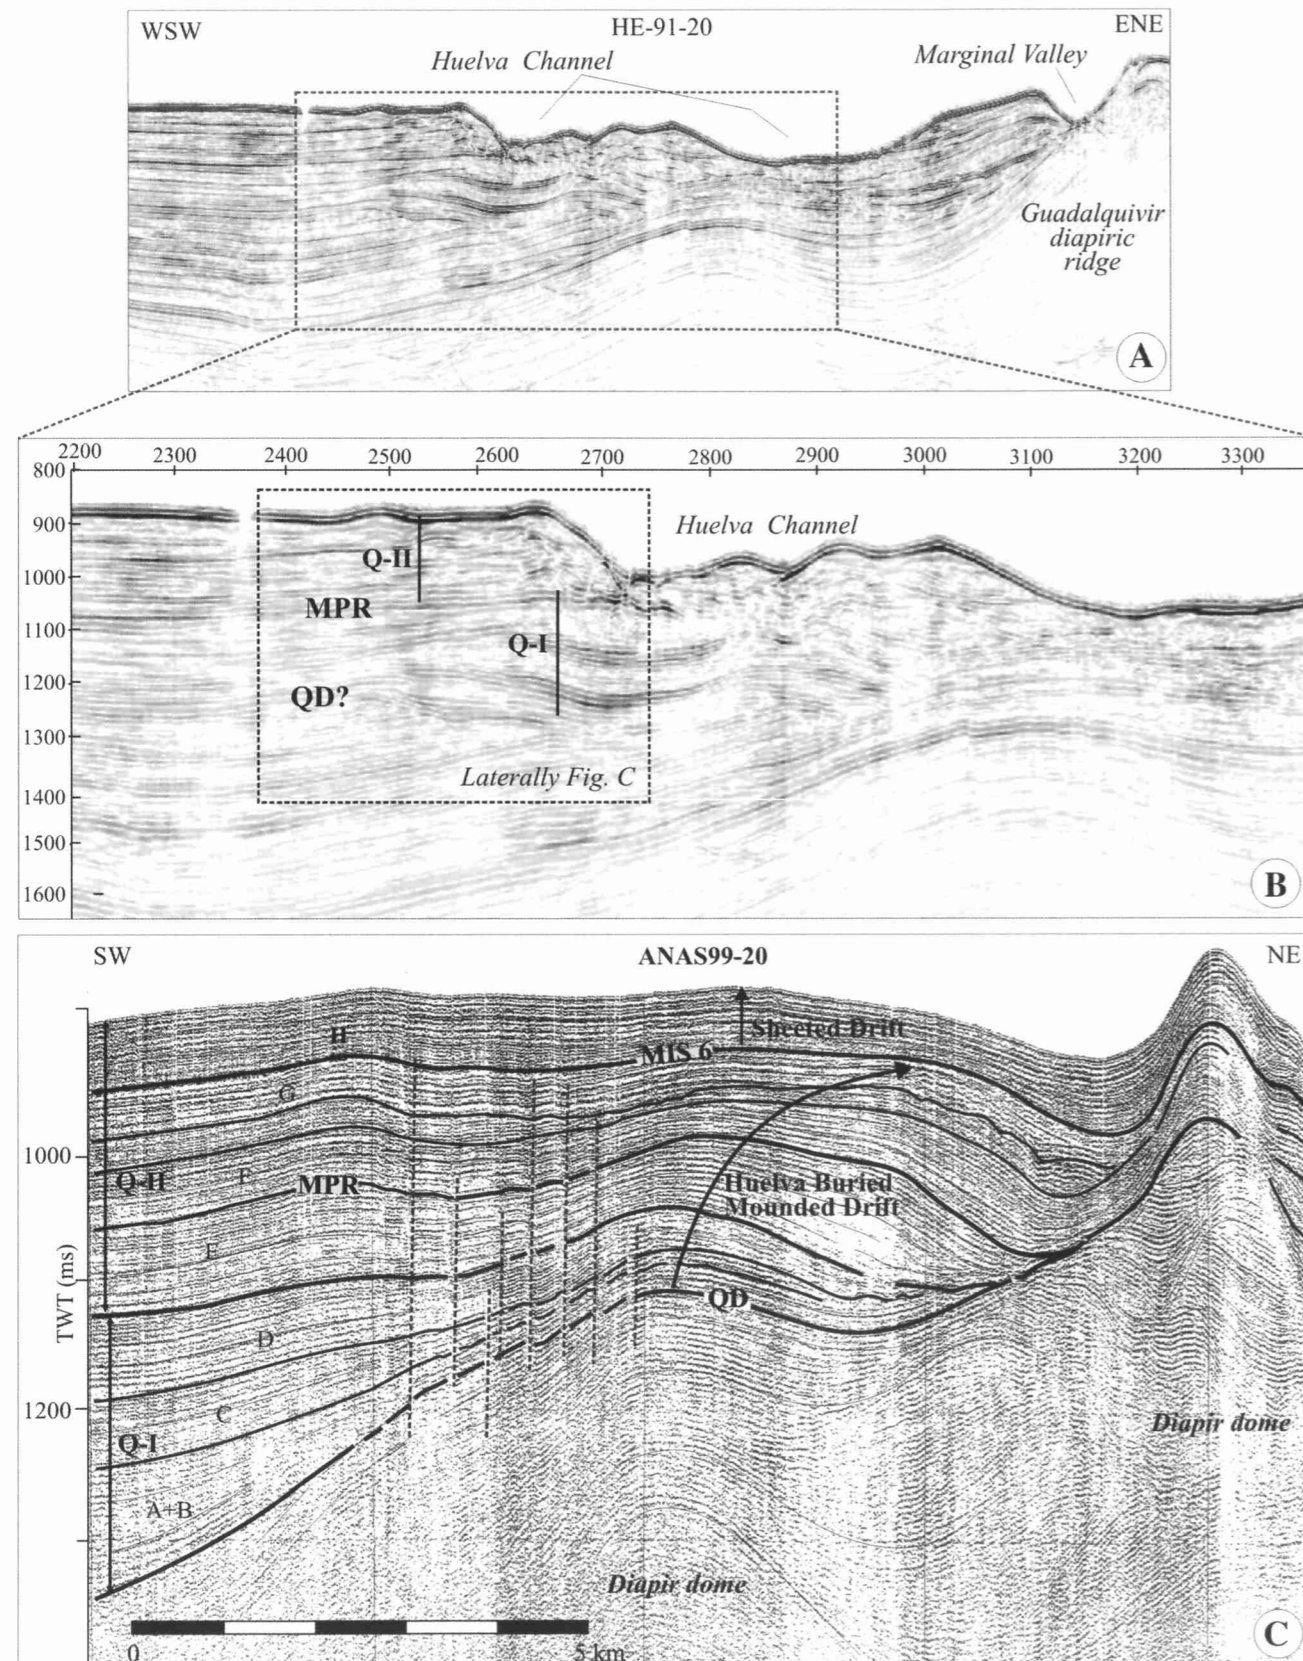 WSW HE-91-20 ENE
Huelva Channel
Marginal Valley
Guadalquivir
diapiric
ridge
A
2200 2300 2400 2500 2600 2700 2800 2900 3000 3100 3200 3300
800
900
1000
1100
1200
1300
1400
1500
1600
Huelva Channel
Q-II
MPR
Q-I
QD?
Laterally Fig. C
B
SW ANAS99-20 NE
H
Sheeted Drift
MIS 6
G
1000
Q-II
F
MPR
Huelva Buried
Mounded Drift
E
TWT (ms)
QD
D
1200
C
Q-I
Diapir dome
A+B
Diapir dome
0 5 km
C